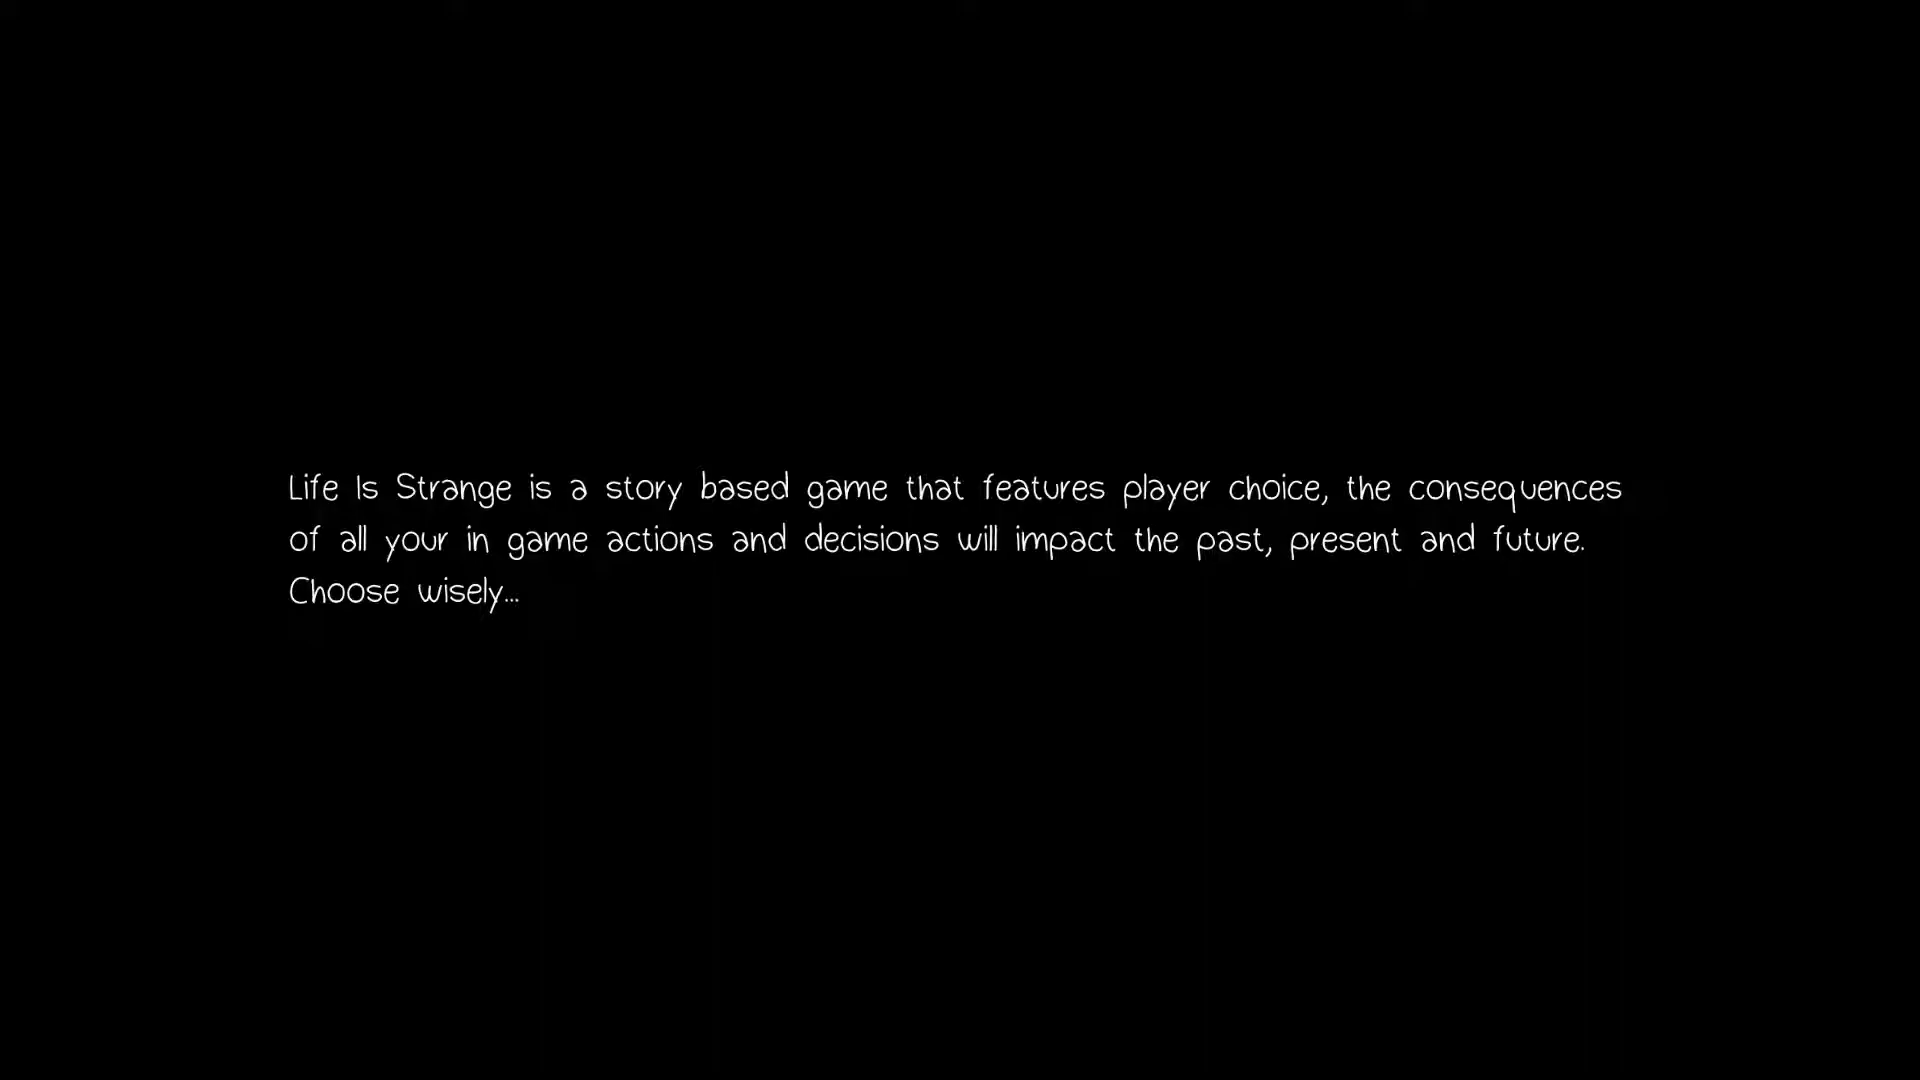 Life Is Strange is a story based game that features player choice, the consequences
of all your in game actions and decisions will impact the past, present and future.
Choose wisely...